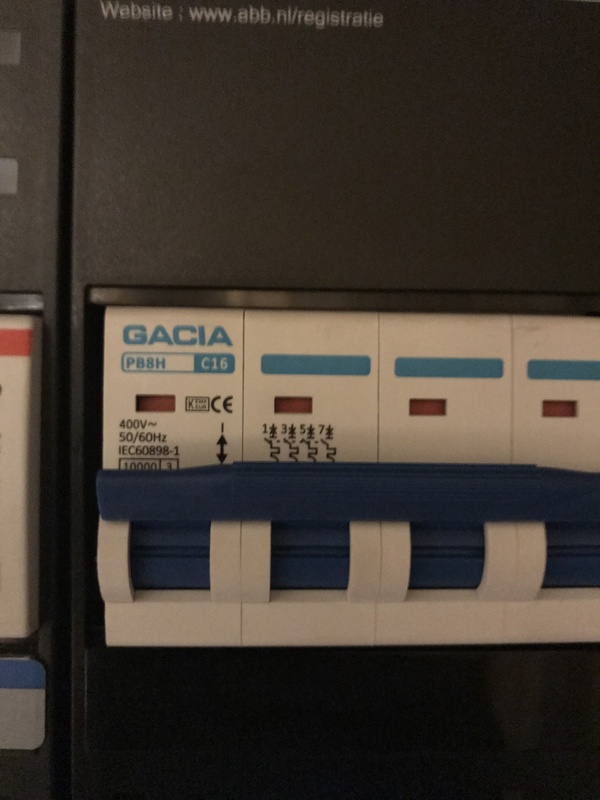 Website : www.abb.nl/registratie
GACIA
PB8H C16
CE
400V~
50/60Hz
IEC60898-1
10000 3
I
1 3 5 7